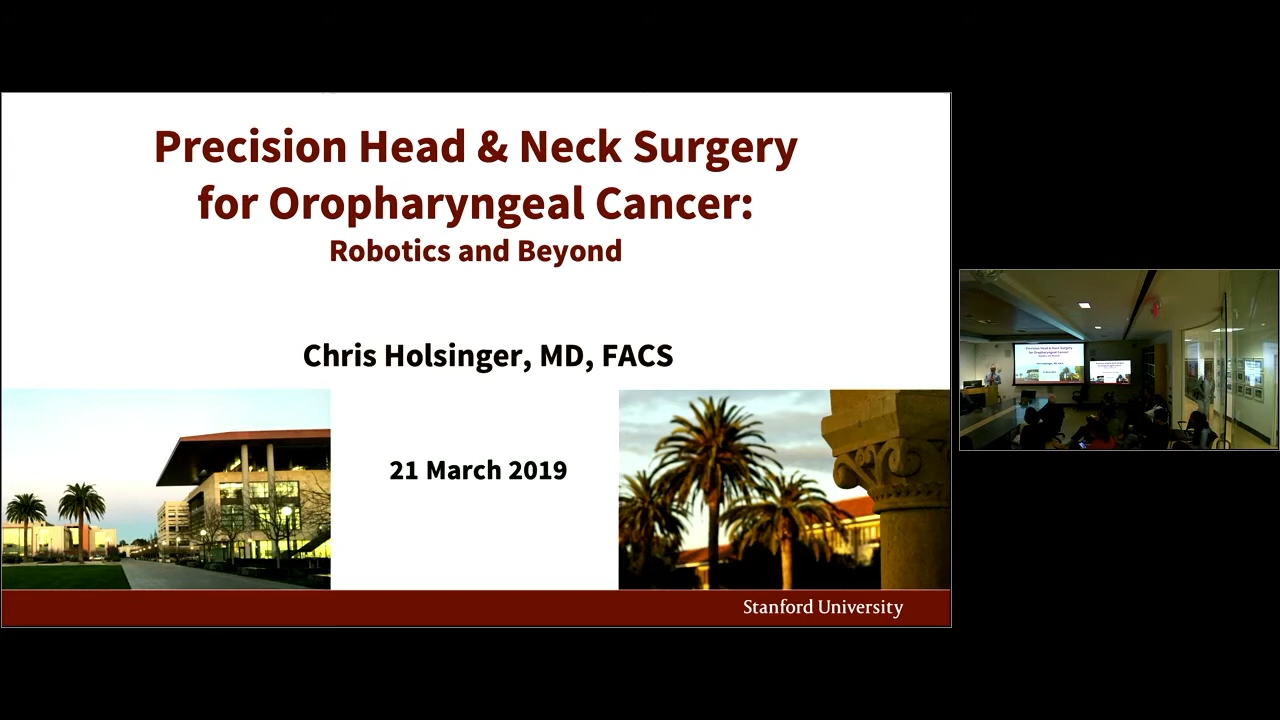 Precision Head & Neck Surgery
for Oropharyngeal Cancer:
Robotics and Beyond
Chris Holsinger, MD, FACS
21 March 2019
Stanford University